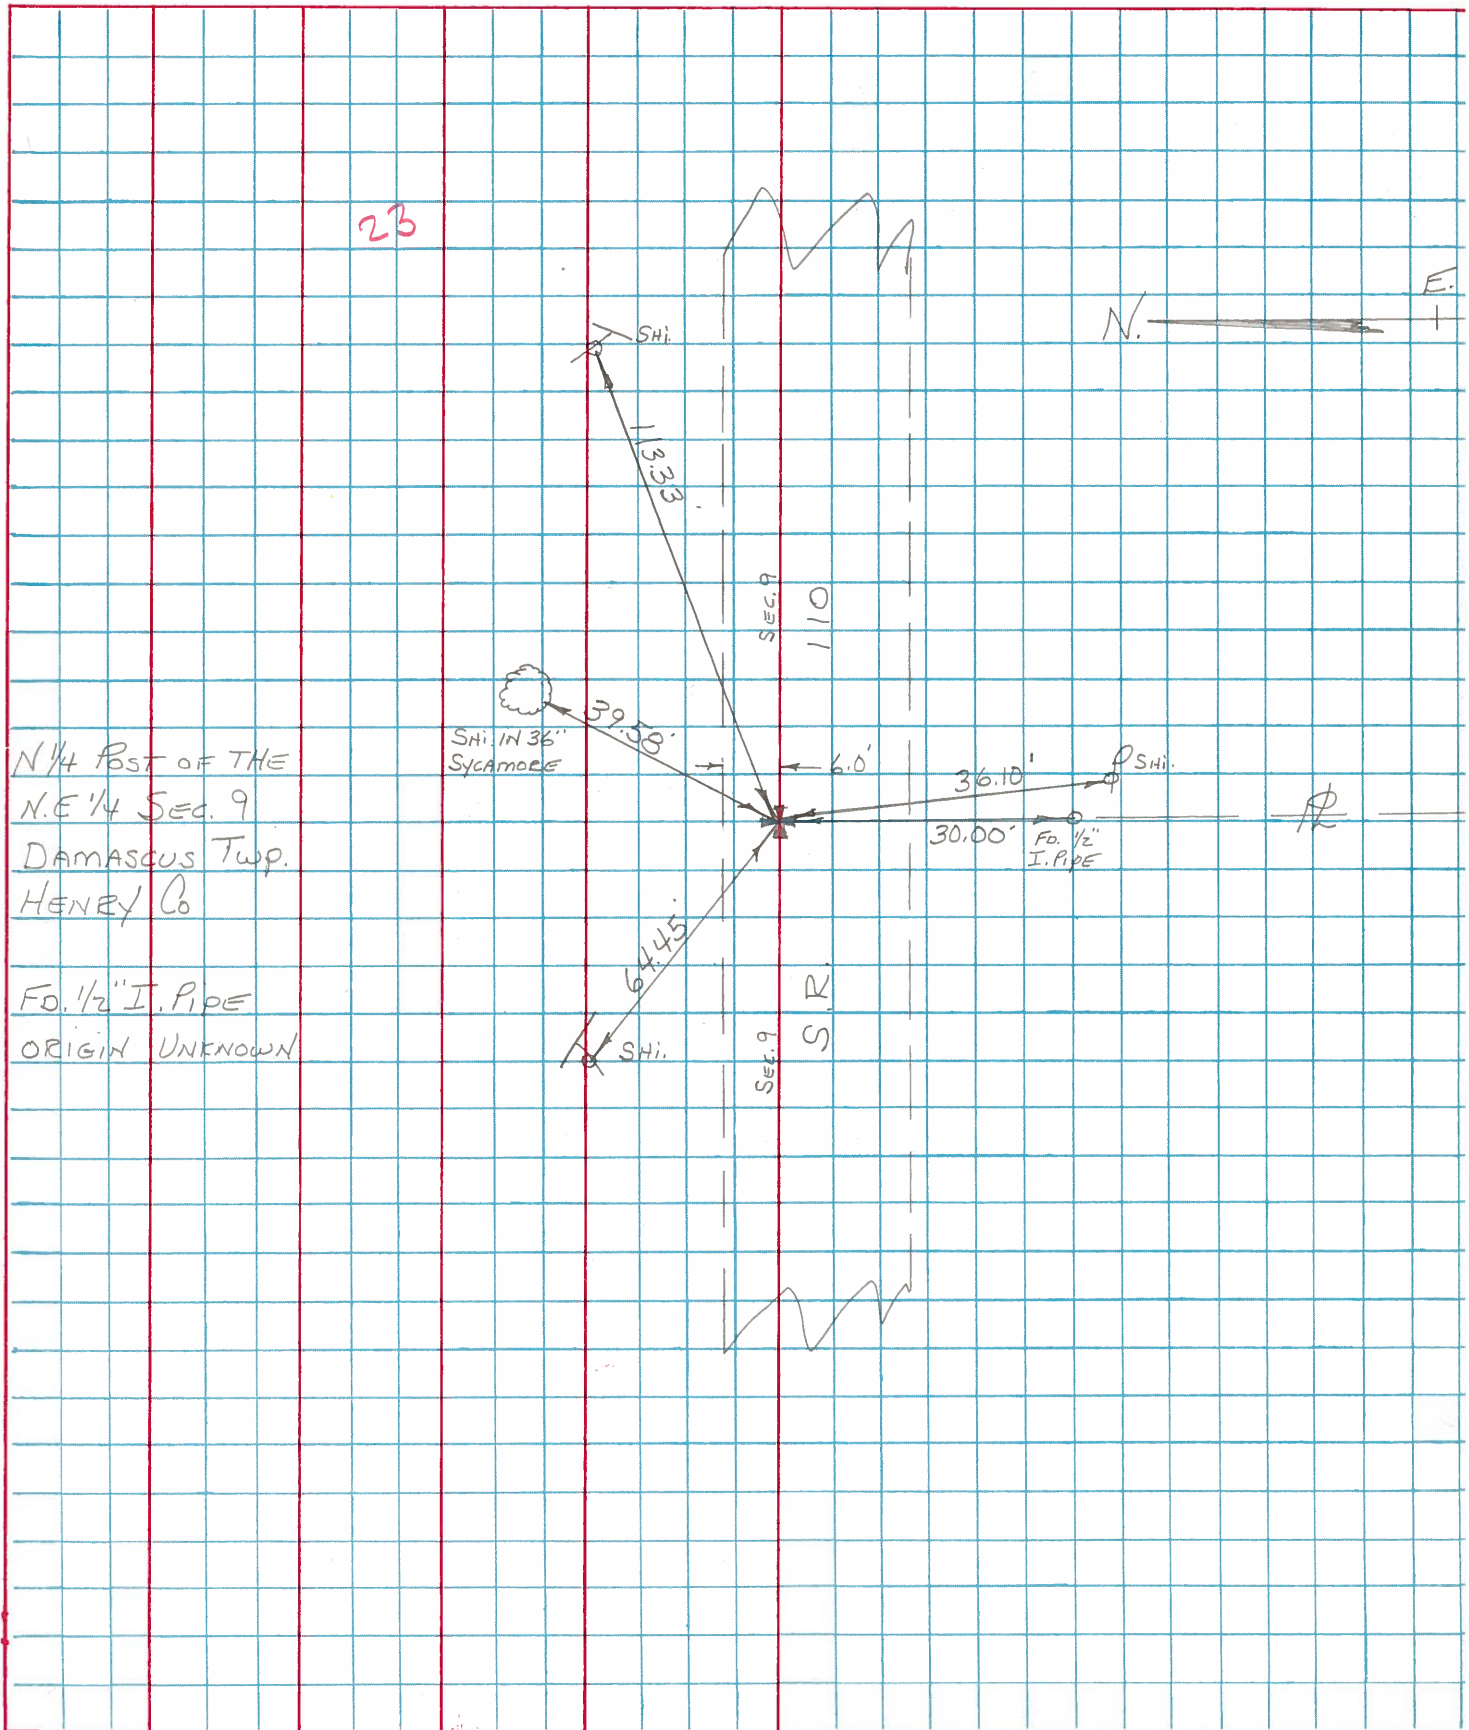 23
E.
N.
SHI.
113.33'
SEC. 9
110
39.58'
SHI. IN 36"
SYCAMORE
6.0'
36.10'
SHI.
30.00'
FD. 1/2"
I. PIPE
PL
N 1/4 POST OF THE
N.E 1/4 SEC. 9
DAMASCUS TWP.
HENRY CO
FD. 1/2" I. PIPE
ORIGIN UNKNOWN
64.45'
SHI.
SEC. 9
S.R.